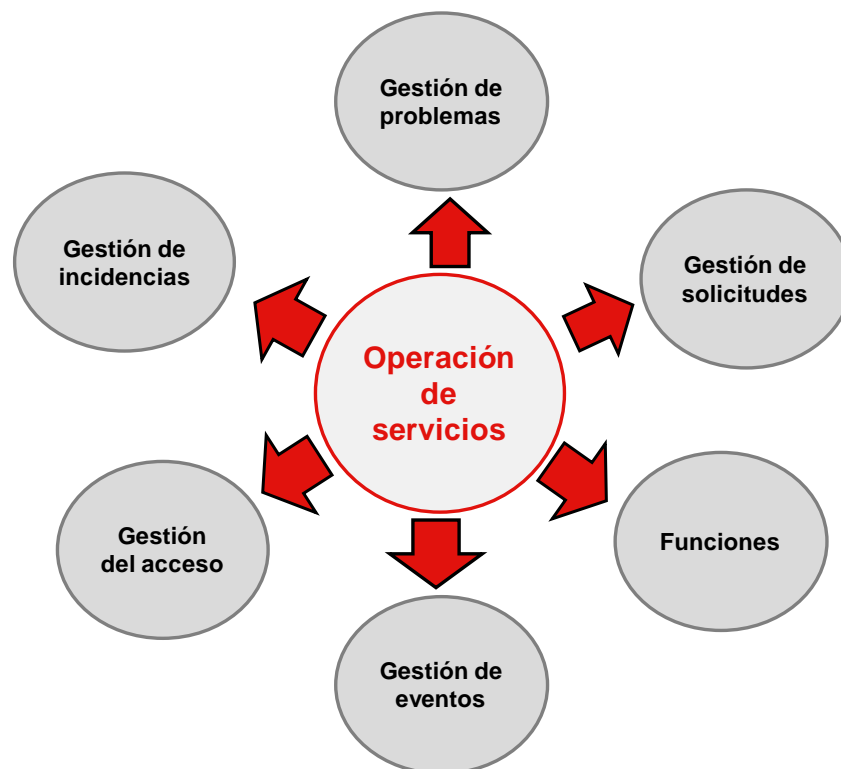 Gestión de
problemas
Gestión de
incidencias
Gestión de
solicitudes
Operación
de
servicios
Gestión
del acceso
Funciones
Gestión de
eventos